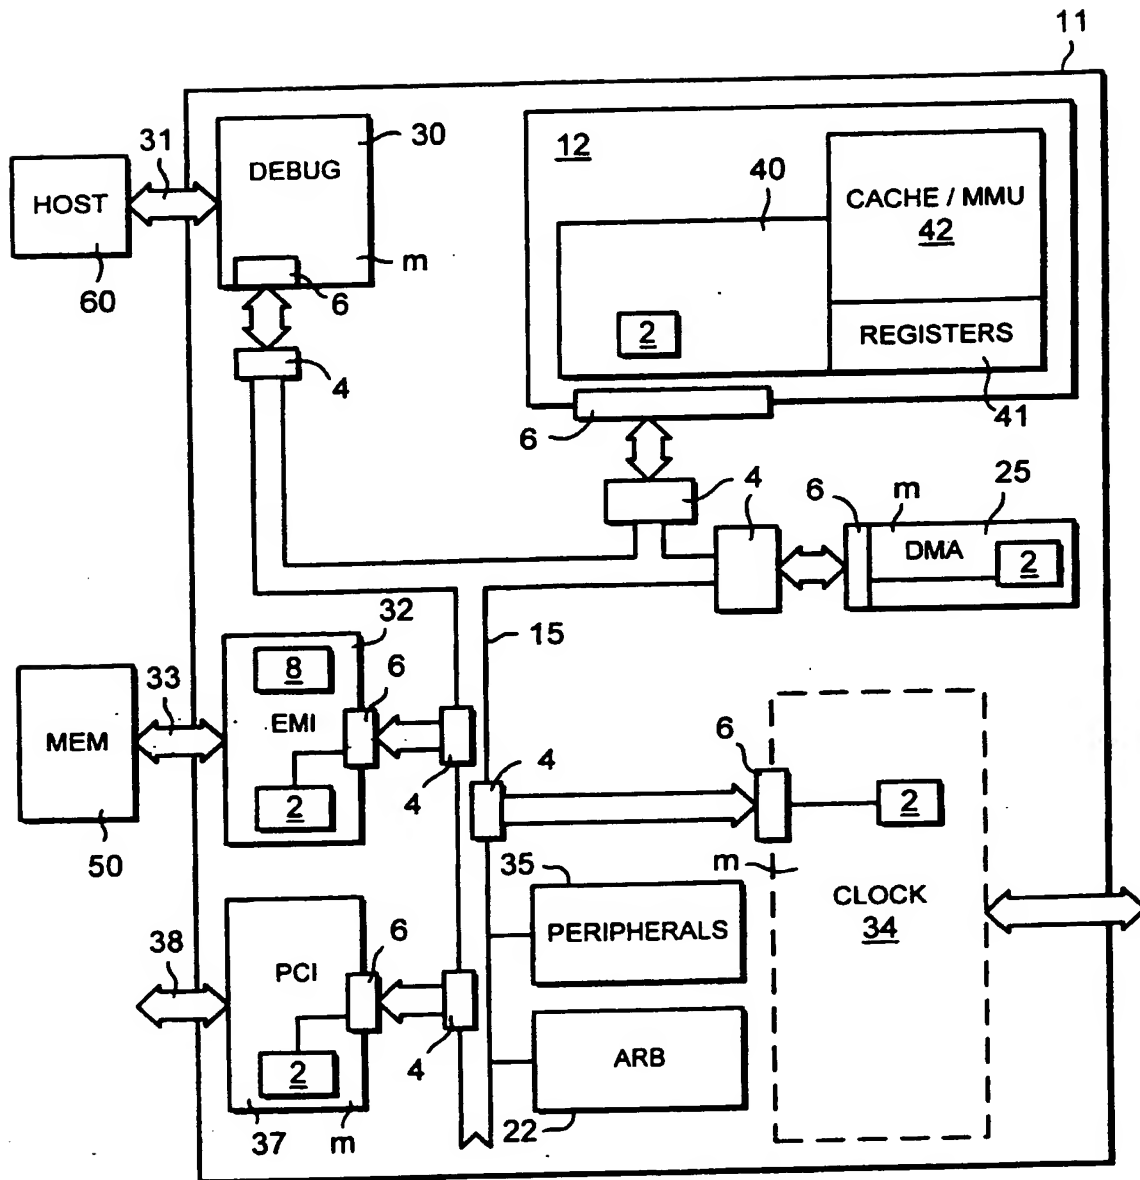 11
31
30
12
40
DEBUG
HOST
CACHE / MMU
42
m
6
60
2
REGISTERS
4
41
6
4
6
m
25
DMA
2
32
15
33
8
6
6
MEM
EMI
4
2
4
2
50
35
m
CLOCK
34
38
6
PERIPHERALS
PCI
4
2
ARB
37
m
22